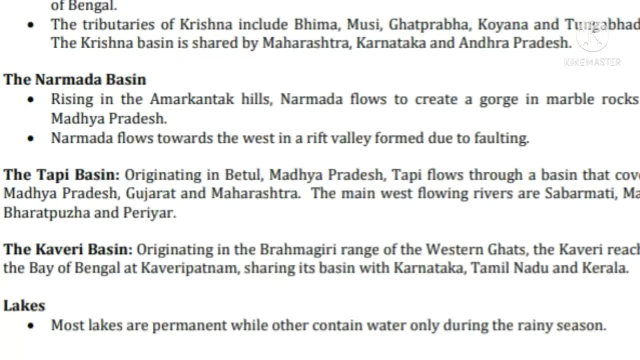 of Bengal.
• The tributaries of Krishna include Bhima, Musi, Ghatprabha, Koyana and
The Krishna basin is shared by Maharashtra, Karnataka and Andhra Pradesh.
KINEMASTER
The Narmada Basin
• Rising in the Amarkantak hills, Narmada flows to create a gorge in marble rocks
Madhya Pradesh.
• Narmada flows towards the west in a rift valley formed due to faulting.
The Tapi Basin: Originating in Betul, Madhya Pradesh, Tapi flows through a basin that cov
Madhya Pradesh, Gujarat and Maharashtra. The main west flowing rivers are Sabarmati, Ma
Bharatpuzha and Periyar.
The Kaveri Basin: Originating in the Brahmagiri range of the Western Ghats, the Kaveri reach
the Bay of Bengal at Kaveripatnam, sharing its basin with Karnataka, Tamil Nadu and Kerala.
Lakes
• Most lakes are permanent while other contain water only during the rainy season.